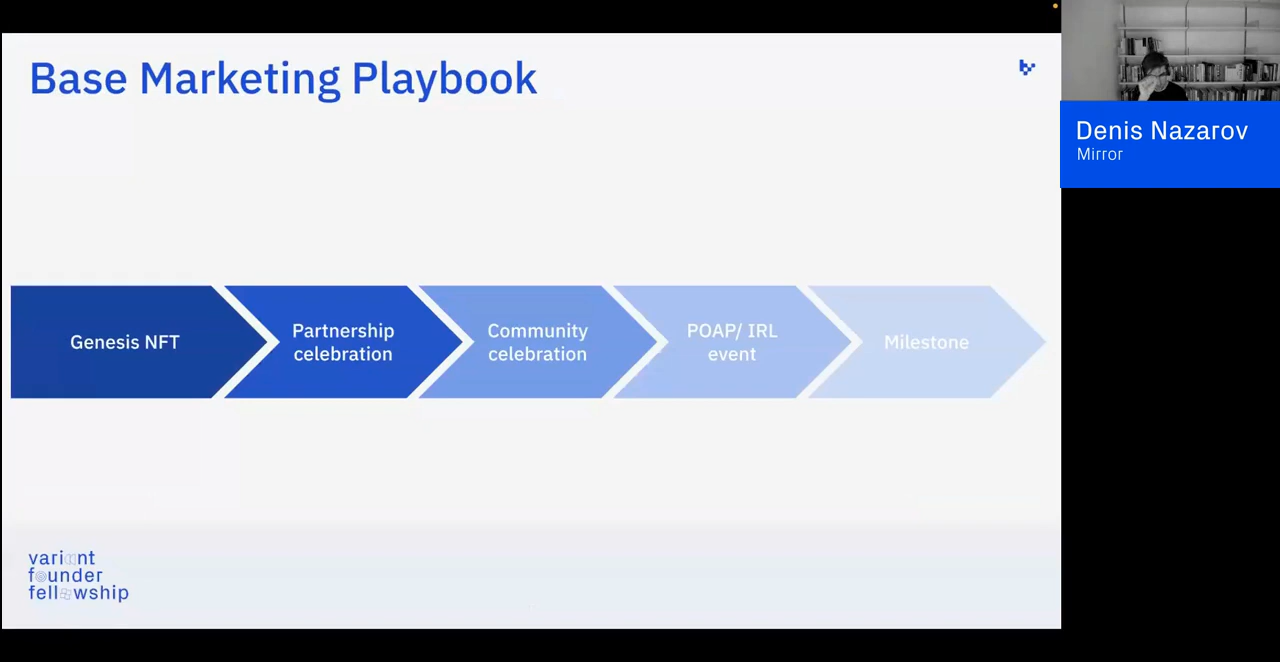 Base Marketing Playbook
Denis Nazarov
Mirror
Genesis NFT
Partnership
celebration
Community
celebration
POAP/ IRL
event
Milestone
variant
founder
fellowship